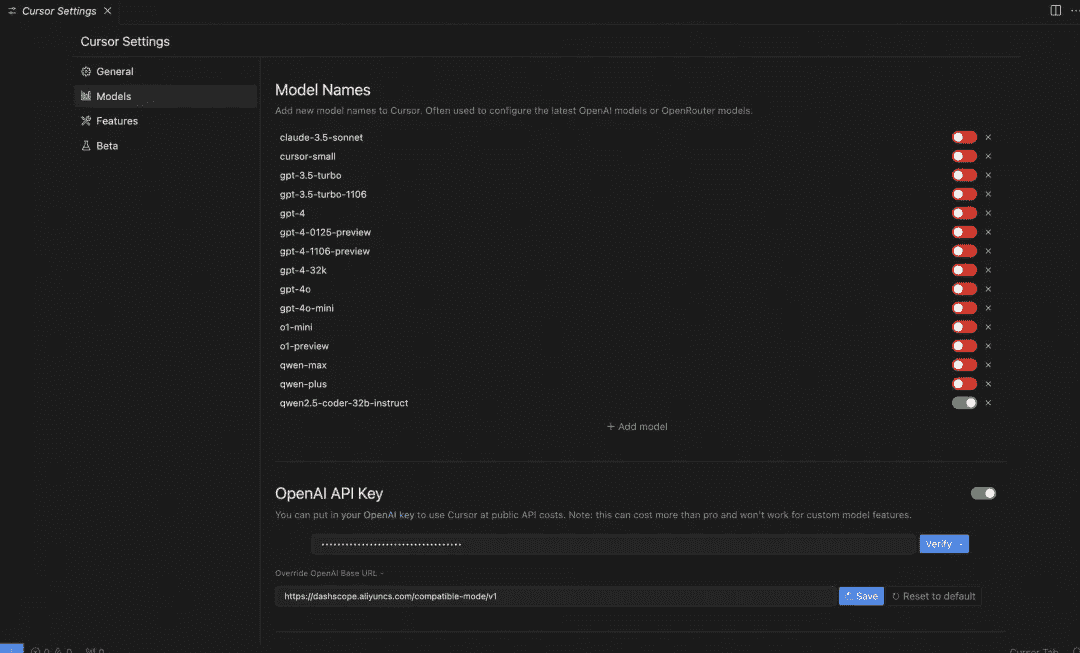 Cursor Settings
Cursor Settings
General
Models
Features
Beta
Model Names
Add new model names to Cursor. Often used to configure the latest OpenAI models or OpenRouter models.
claude-3.5-sonnet
cursor-small
gpt-3.5-turbo
gpt-3.5-turbo-1106
gpt-4
gpt-4-0125-preview
gpt-4-1106-preview
gpt-4-32k
gpt-4o
gpt-4o-mini
o1-mini
o1-preview
qwen-max
qwen-plus
qwen2.5-coder-32b-instruct
+ Add model
OpenAI API Key
You can put in your OpenAI key to use Cursor at public API costs. Note: this can cost more than pro and won't work for custom model features.
Verify
Override OpenAI Base URL
https://dashscope.aliyuncs.com/compatible-mode/v1
Save
Reset to default
0 0 0
Cursor Tab